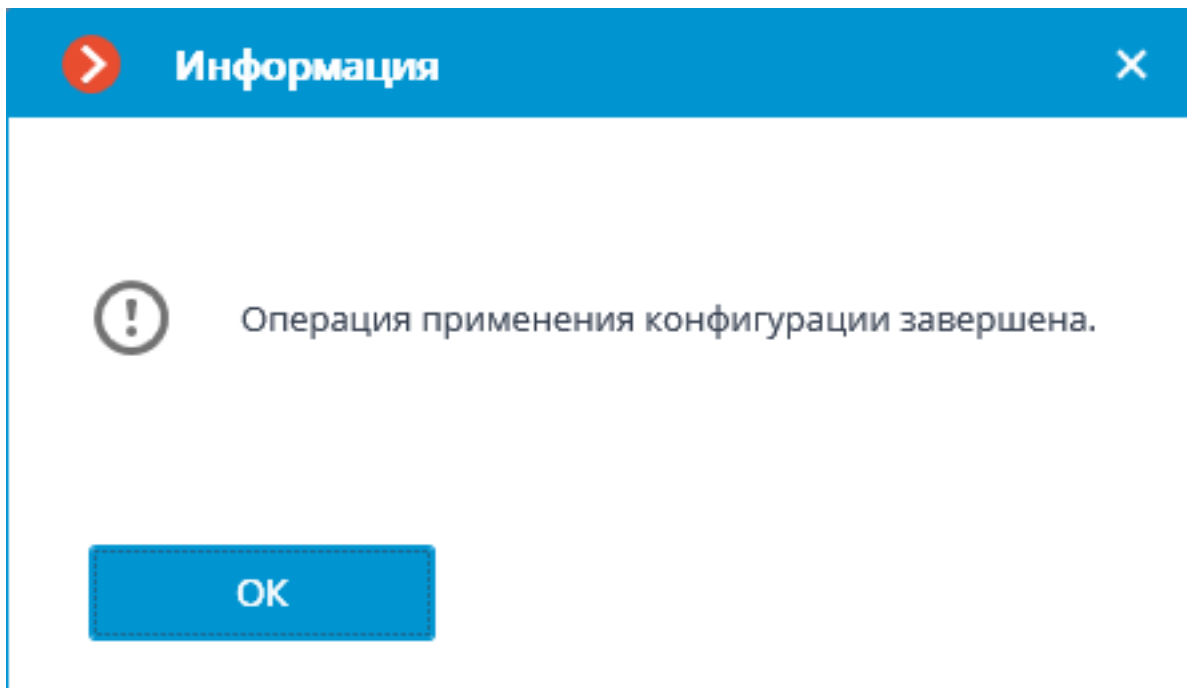 Информация
Операция применения конфигурации завершена.
OK